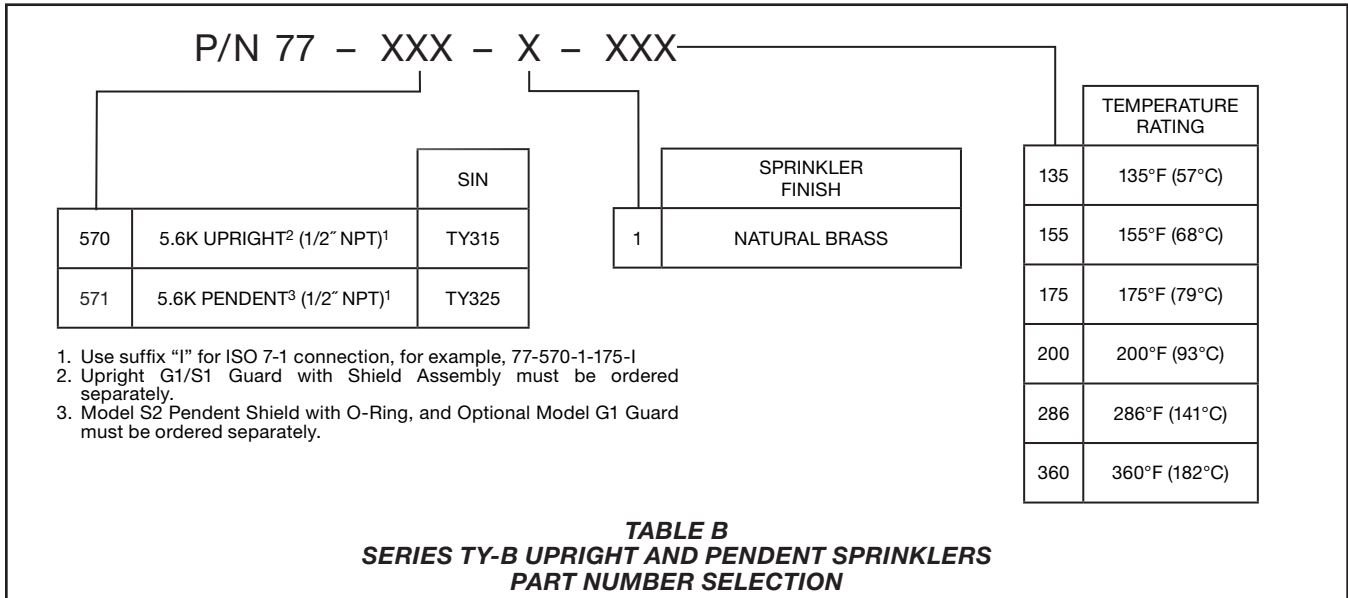 P/N 77 – XXX – X – XXX
SIN
570 5.6K UPRIGHT² (1/2˝ NPT)¹ TY315
571 5.6K PENDENT³ (1/2˝ NPT)¹ TY325
SPRINKLER
FINISH
1 NATURAL BRASS
TEMPERATURE
RATING
135 135°F (57°C)
155 155°F (68°C)
175 175°F (79°C)
200 200°F (93°C)
286 286°F (141°C)
360 360°F (182°C)
1. Use suffix “I” for ISO 7-1 connection, for example, 77-570-1-175-I
2. Upright G1/S1 Guard with Shield Assembly must be ordered
separately.
3. Model S2 Pendent Shield with O-Ring, and Optional Model G1 Guard
must be ordered separately.
TABLE B
SERIES TY-B UPRIGHT AND PENDENT SPRINKLERS
PART NUMBER SELECTION